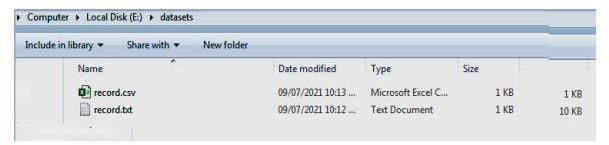 Computer ▸ Local Disk (E:) ▸ datasets
Include in library ▾ Share with ▾ New folder
Name Date modified Type Size
record.csv 09/07/2021 10:13 ... Microsoft Excel C... 1 KB 1 KB
record.txt 09/07/2021 10:12 ... Text Document 1 KB 10 KB